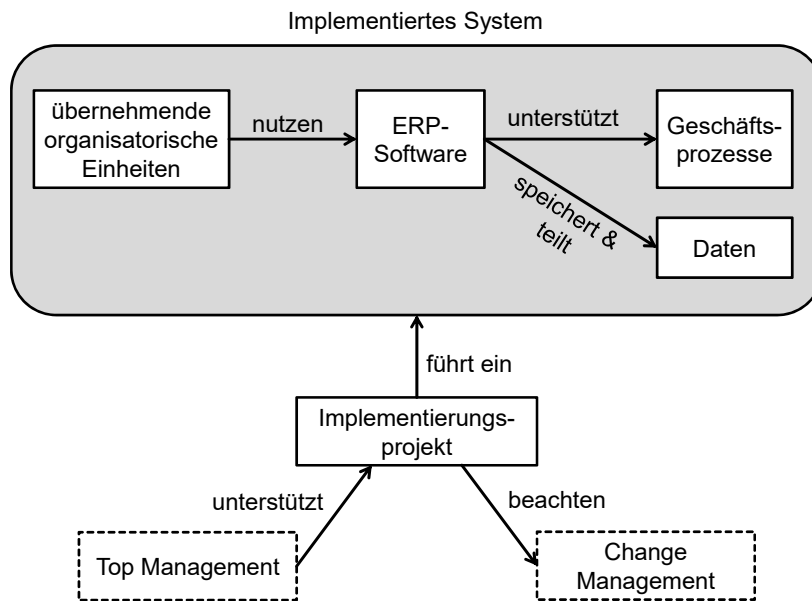 Implementiertes System
übernehmende
organisatorische
Einheiten
nutzen
ERP-
Software
unterstützt
Geschäfts-
prozesse
speichert &
teilt
Daten
führt ein
Implementierungs-
projekt
unterstützt
beachten
Top Management
Change
Management